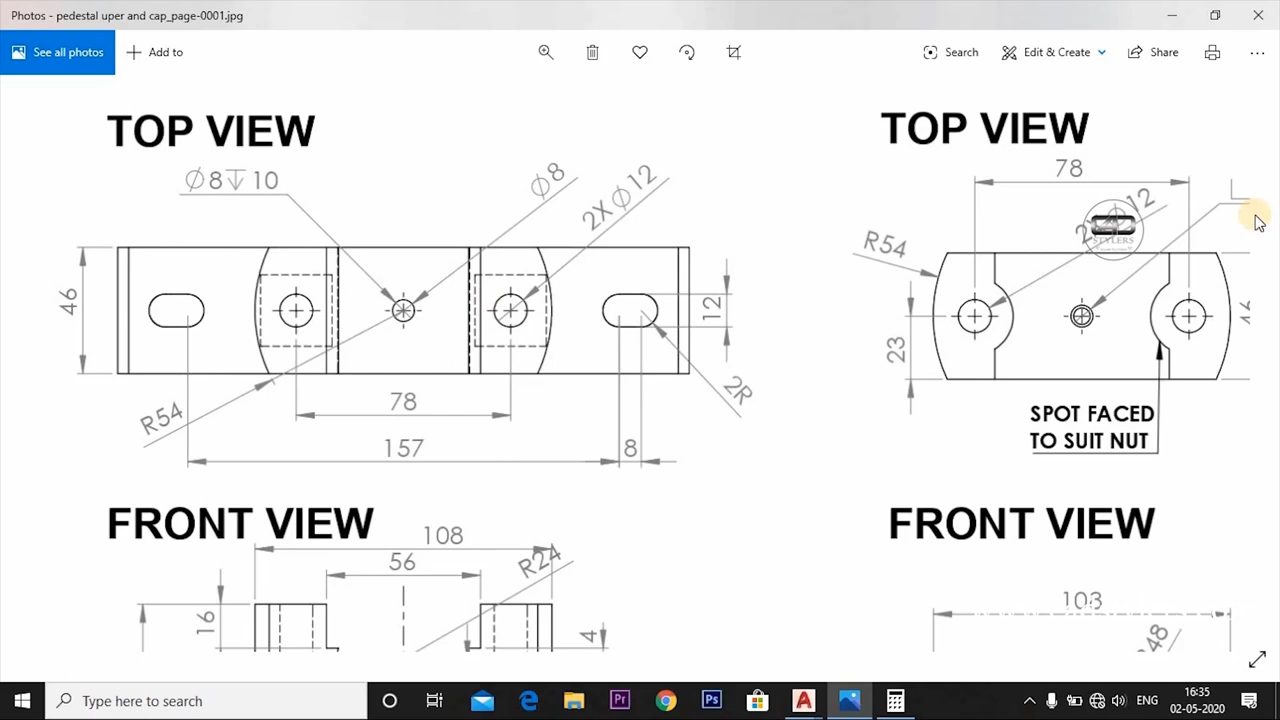 Photos - pedestal uper and cap_page-0001.jpg
See all photos
Add to
Search
Edit & Create
Share
TOP VIEW
Ø8↧10
Ø8
2X Ø12
46
12
R54
78
157
8
2R
FRONT VIEW
108
56
R24
16
4
TOP VIEW
78
12
STYLERS
R54
23
SPOT FACED
TO SUIT NUT
FRONT VIEW
108
Type here to search
ENG
16:35
02-05-2020